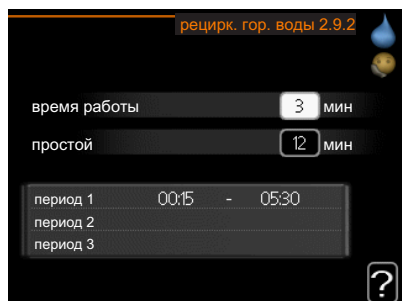 рецирк. гор. воды 2.9.2
время работы 3 мин
простой 12 мин
период 1 00:15 - 05:30
период 2
период 3
?